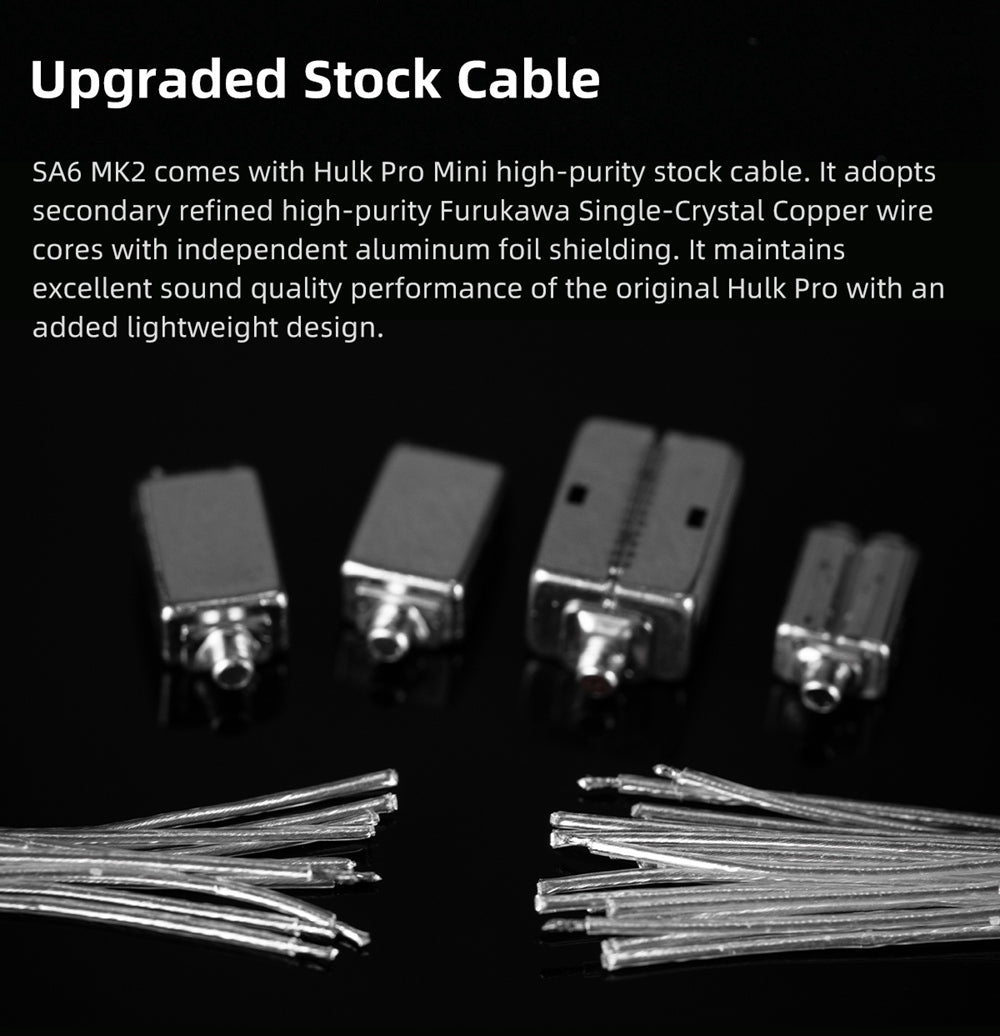 Upgraded Stock Cable
SA6 MK2 comes with Hulk Pro Mini high-purity stock cable. It adopts
secondary refined high-purity Furukawa Single-Crystal Copper wire
cores with independent aluminum foil shielding. It maintains
excellent sound quality performance of the original Hulk Pro with an
added lightweight design.